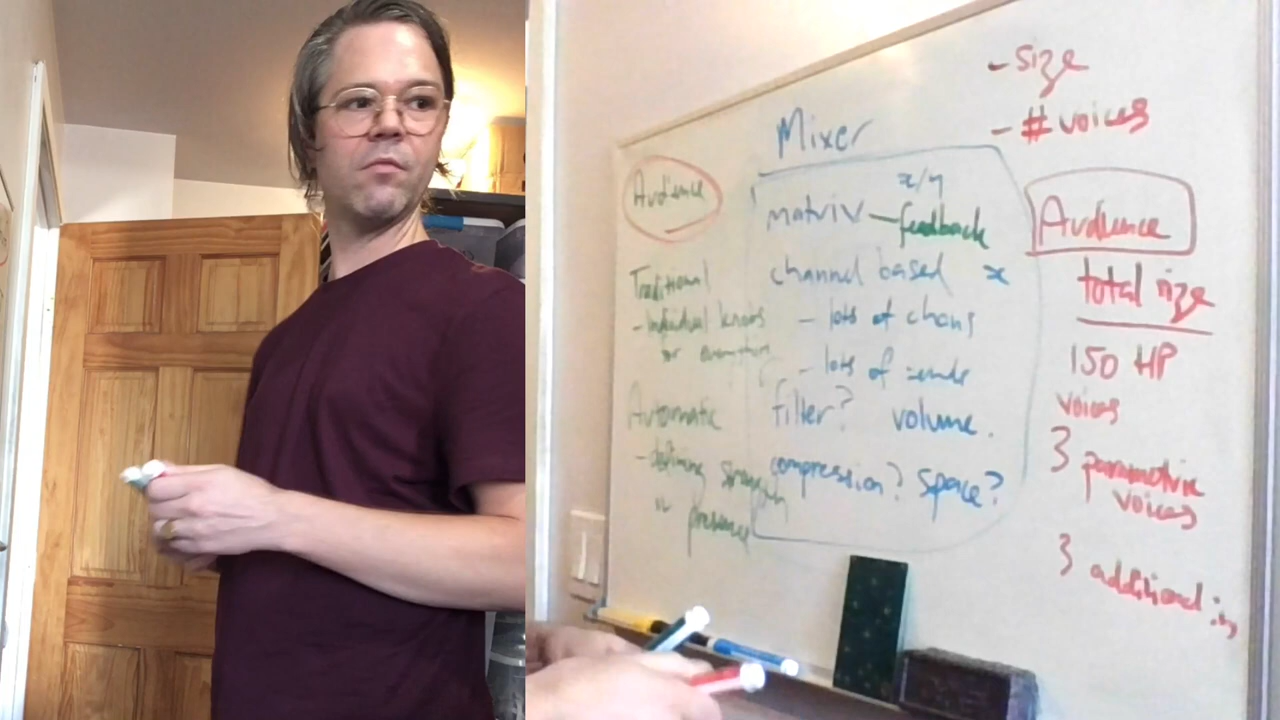 Audience
Traditional
- Individual knobs
for everything
Automatic
- defining strength
in presence
Mixer
x/y
matrix - feedback
channel based x
- lots of chans
- lots of sends
filter? volume.
compression? space?
- size
- # voices
Audience
total size
150 HP
voices
3 parametric
voices
3 additional in